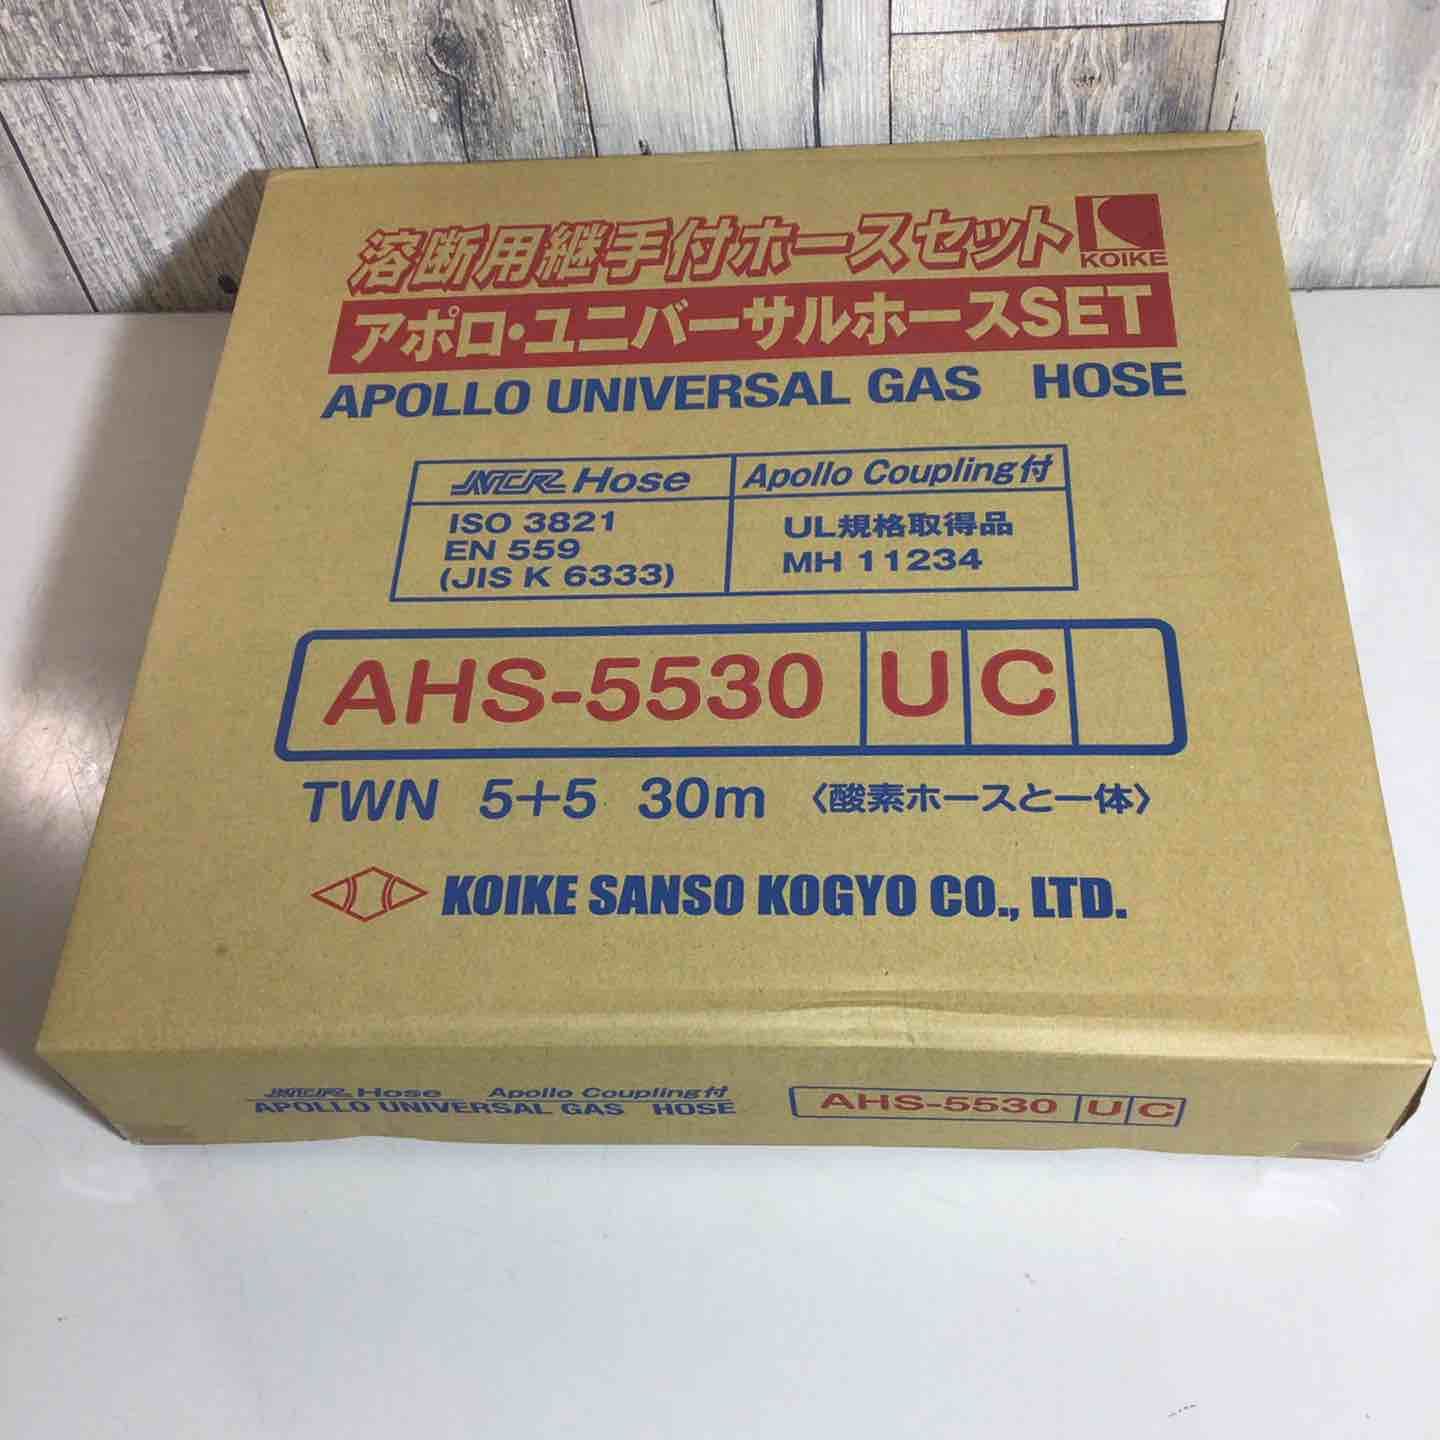 溶断用継手付ホースセット
KOIKE
アポロ・ユニバーサルホースSET
APOLLO UNIVERSAL GAS HOSE
NCR Hose
Apollo Coupling付
ISO 3821
EN 559
(JIS K 6333)
UL規格取得品
MH 11234
AHS-5530 U C
TWN 5+5 30m 〈酸素ホースと一体〉
KOIKE SANSO KOGYO CO., LTD.
NCR Hose Apollo Coupling付
APOLLO UNIVERSAL GAS HOSE
AHS-5530 U C